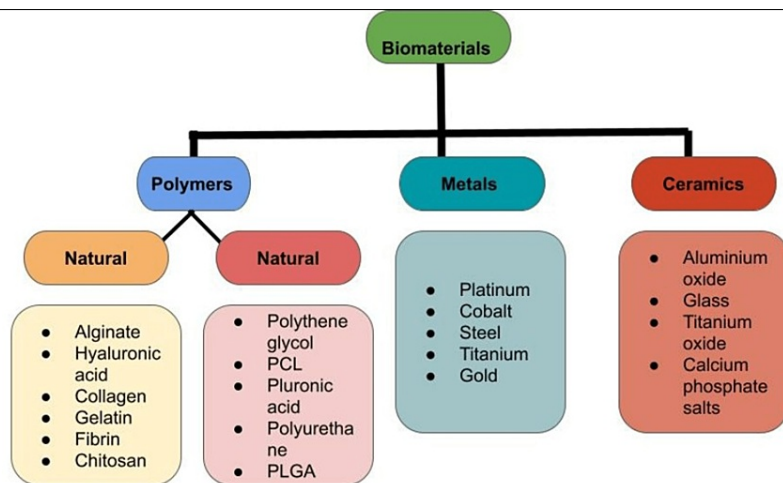 Biomaterials
Polymers
Metals
Ceramics
Natural
Natural
● Alginate
● Hyaluronic
acid
● Collagen
● Gelatin
● Fibrin
● Chitosan
● Polythene
glycol
● PCL
● Pluronic
acid
● Polyuretha
ne
● PLGA
● Platinum
● Cobalt
● Steel
● Titanium
● Gold
● Aluminium
oxide
● Glass
● Titanium
oxide
● Calcium
phosphate
salts